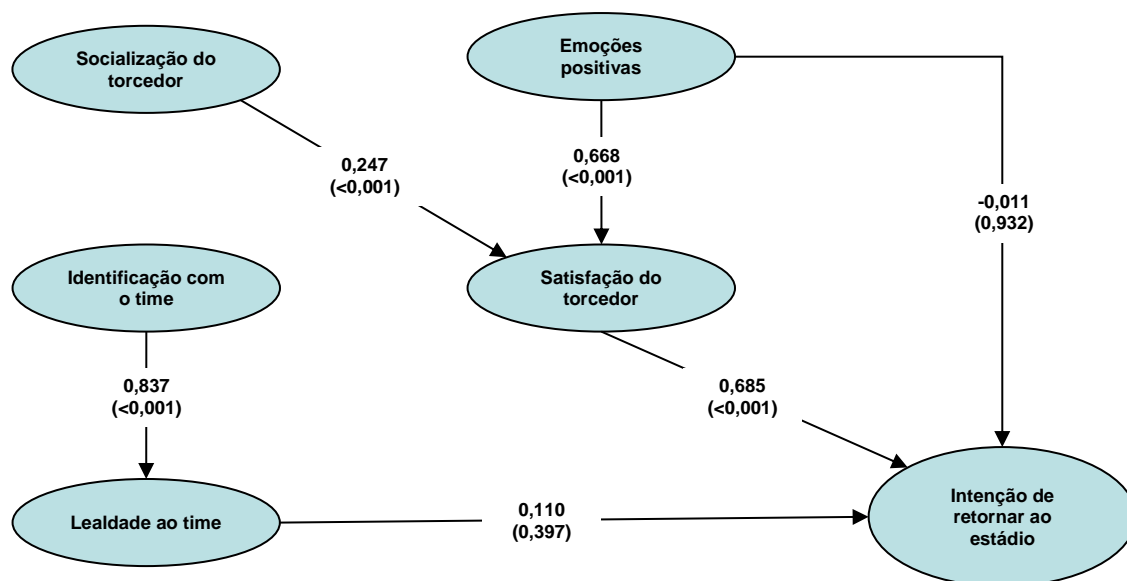 Socialização do
torcedor
Emoções
positivas
0,247
(<0,001)
0,668
(<0,001)
-0,011
(0,932)
Identificação com
o time
Satisfação do
torcedor
0,837
(<0,001)
0,685
(<0,001)
Lealdade ao time
0,110
(0,397)
Intenção de
retornar ao
estádio